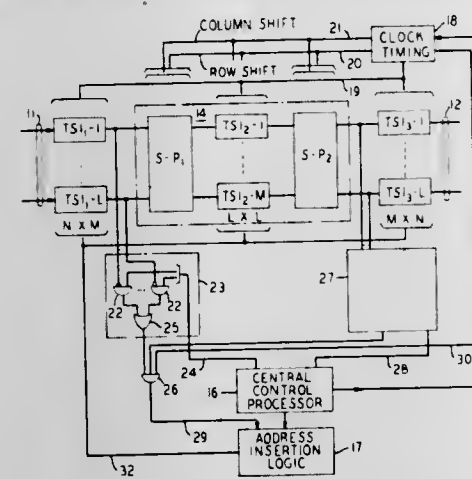 COLUMN SHIFT
21
18
CLOCK
TIMING
20
ROW SHIFT
19
11
12
TSI₁-1
14
TSI₂-1
TSI₃-1
S-P₁
S-P₂
TSI₁-L
TSI₂-M
TSI₃-L
N X M
L X L
M X N
22
22
23
27
25
26
24
28
30
16
CENTRAL
CONTROL
PROCESSOR
29
32
ADDRESS
INSERTION
LOGIC
17